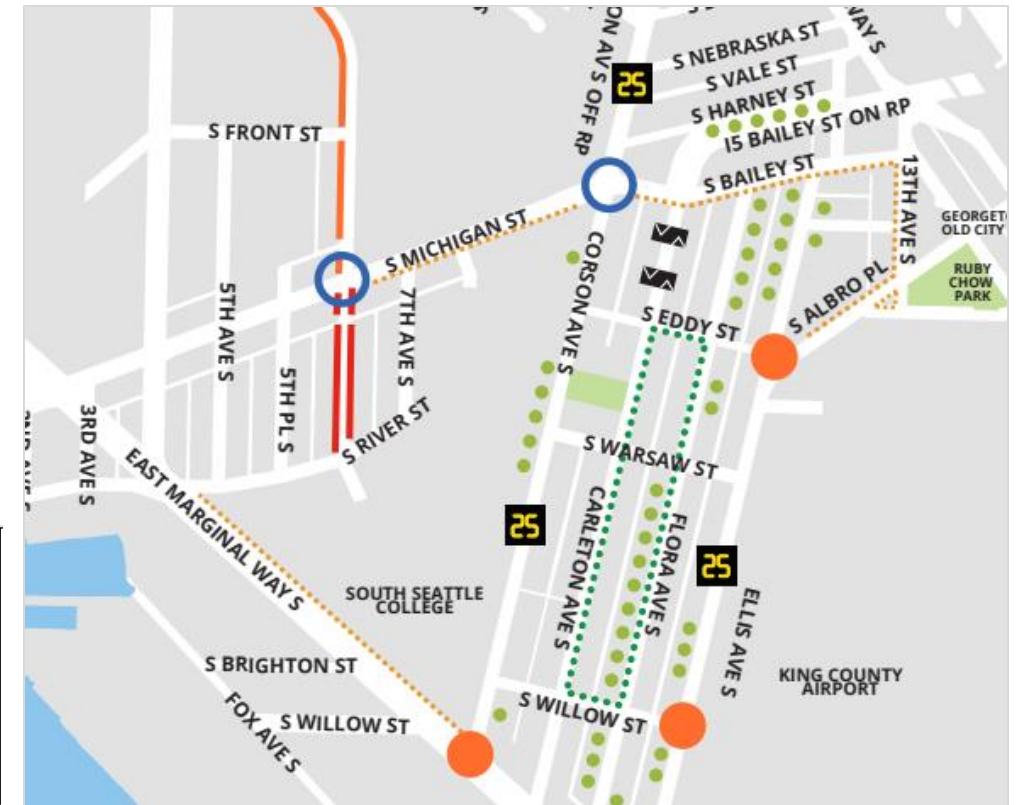 S NEBRASKA ST
S VALE ST
S HARNEY ST
I5 BAILEY ST ON RP
S BAILEY ST
WAY S
ON AV S OFF RP
25
S FRONT ST
13TH AVE S
GEORGET
OLD CITY
RUBY
CHOW
PARK
S MICHIGAN ST
CORSON AVE S
S ALBRO PL
5TH AVE S
7TH AVE S
S EDDY ST
5TH PL S
3RD AVE S
S RIVER ST
S WARSAW ST
EAST MARGINAL WAY S
CARLETON AVE S
FLORA AVE S
25
25
ELLIS AVE S
SOUTH SEATTLE
COLLEGE
S BRIGHTON ST
KING COUNTY
AIRPORT
FOX AVE S
S WILLOW ST
S WILLOW ST